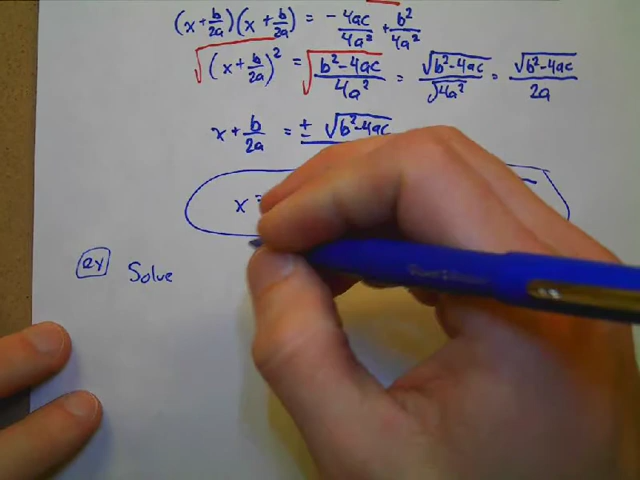 (x + b/2a)(x + b/2a) = - 4ac/4a² + b²/4a²
√(x + b/2a)² = √(b²-4ac)/4a² = √b²-4ac/√4a² = √b²-4ac/2a
x + b/2a = ± √b²-4ac
x =
ex Solve